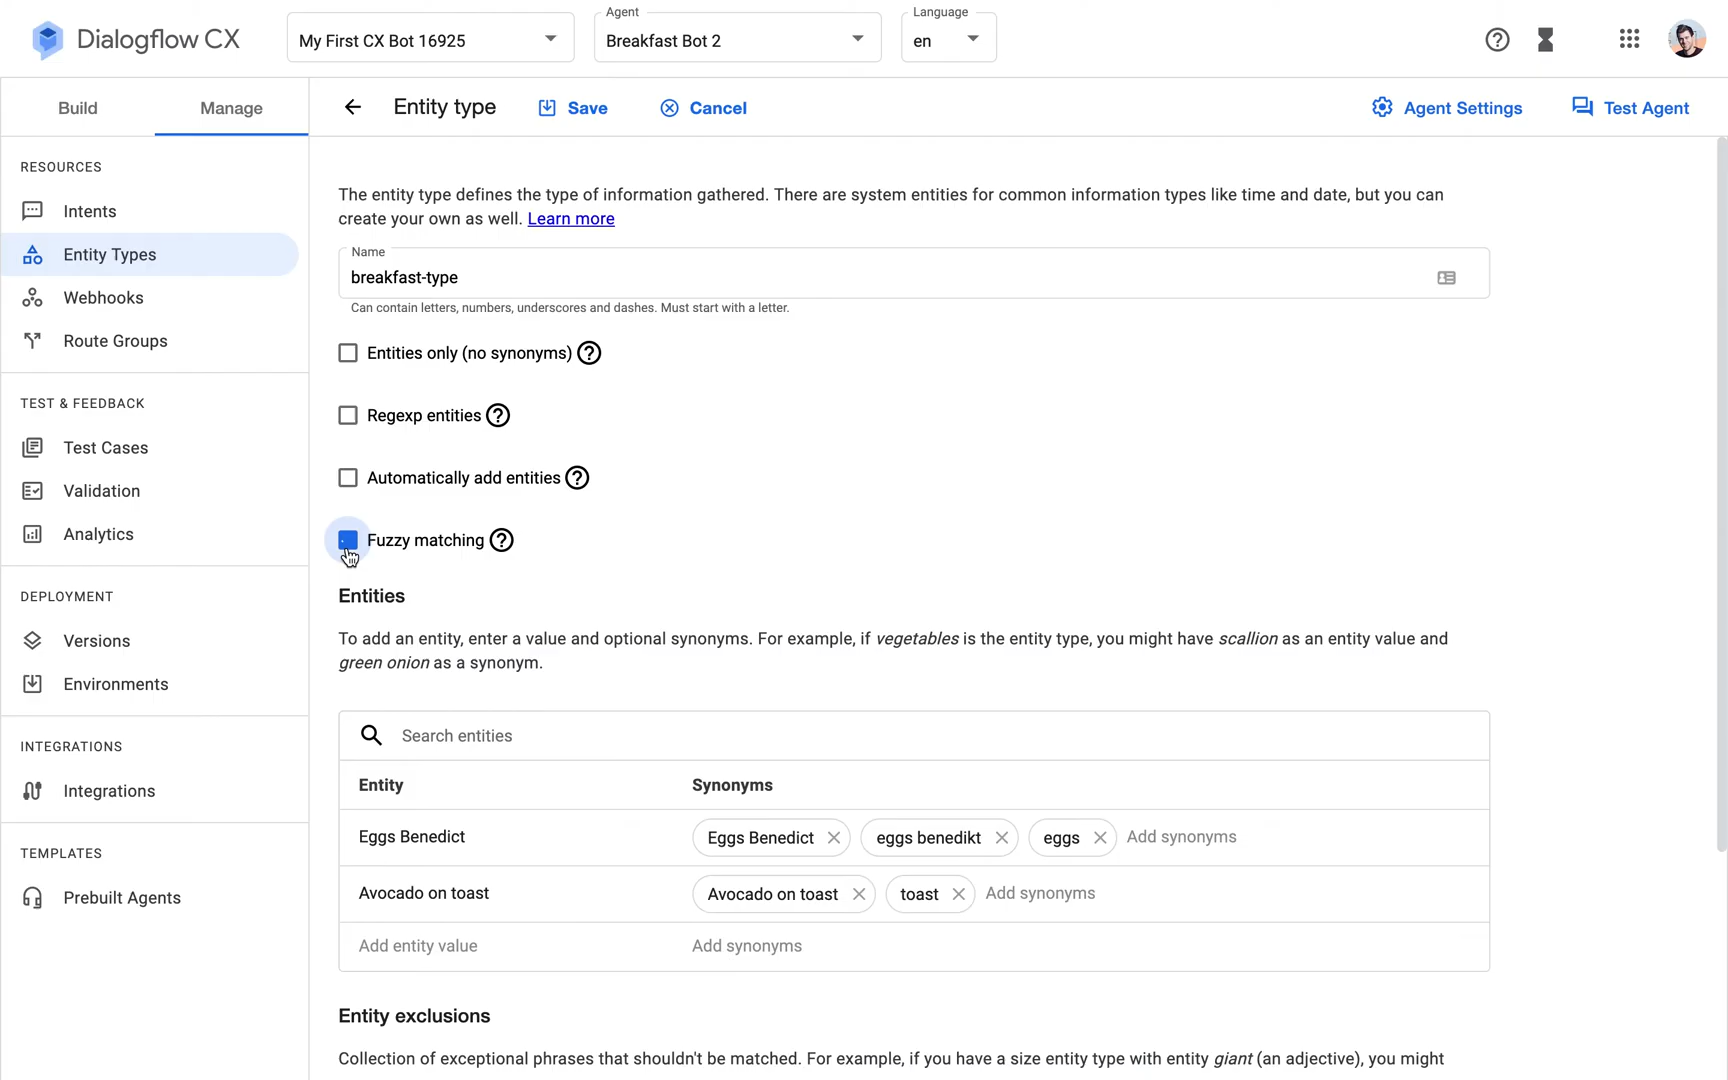 Dialogflow CX
My First CX Bot 16925
Agent
Breakfast Bot 2
Language
en
Build
Manage
Entity type
Save
Cancel
Agent Settings
Test Agent
RESOURCES
Intents
Entity Types
Webhooks
Route Groups
TEST & FEEDBACK
Test Cases
Validation
Analytics
DEPLOYMENT
Versions
Environments
INTEGRATIONS
Integrations
TEMPLATES
Prebuilt Agents
The entity type defines the type of information gathered. There are system entities for common information types like time and date, but you can
create your own as well. Learn more
Name
breakfast-type
Can contain letters, numbers, underscores and dashes. Must start with a letter.
Entities only (no synonyms)
Regexp entities
Automatically add entities
Fuzzy matching
Entities
To add an entity, enter a value and optional synonyms. For example, if vegetables is the entity type, you might have scallion as an entity value and
green onion as a synonym.
Search entities
Entity Synonyms
Eggs Benedict Eggs Benedict eggs benedikt eggs Add synonyms
Avocado on toast Avocado on toast toast Add synonyms
Add entity value Add synonyms
Entity exclusions
Collection of exceptional phrases that shouldn't be matched. For example, if you have a size entity type with entity giant (an adjective), you might